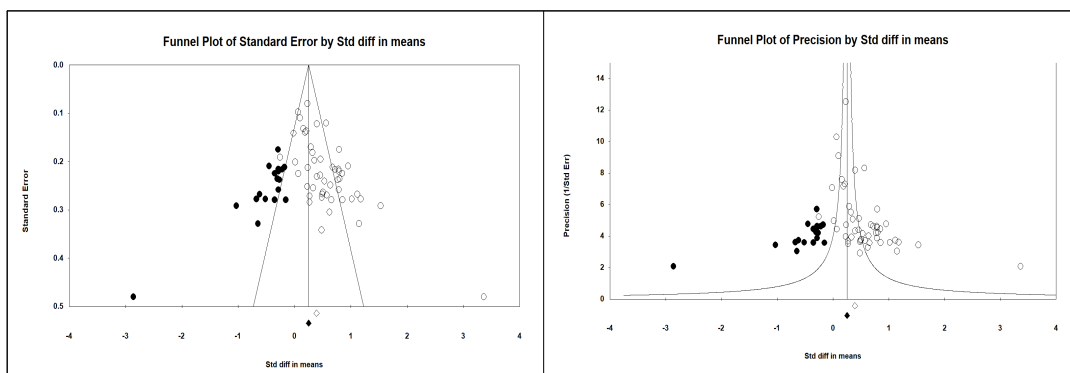 Funnel Plot of Standard Error by Std diff in means
0.0
0.1
0.2
0.3
0.4
0.5
Standard Error
-4 -3 -2 -1 0 1 2 3 4
Std diff in means
Funnel Plot of Precision by Std diff in means
14
12
10
8
6
4
2
0
Precision (1/Std Err)
-4 -3 -2 -1 0 1 2 3 4
Std diff in means